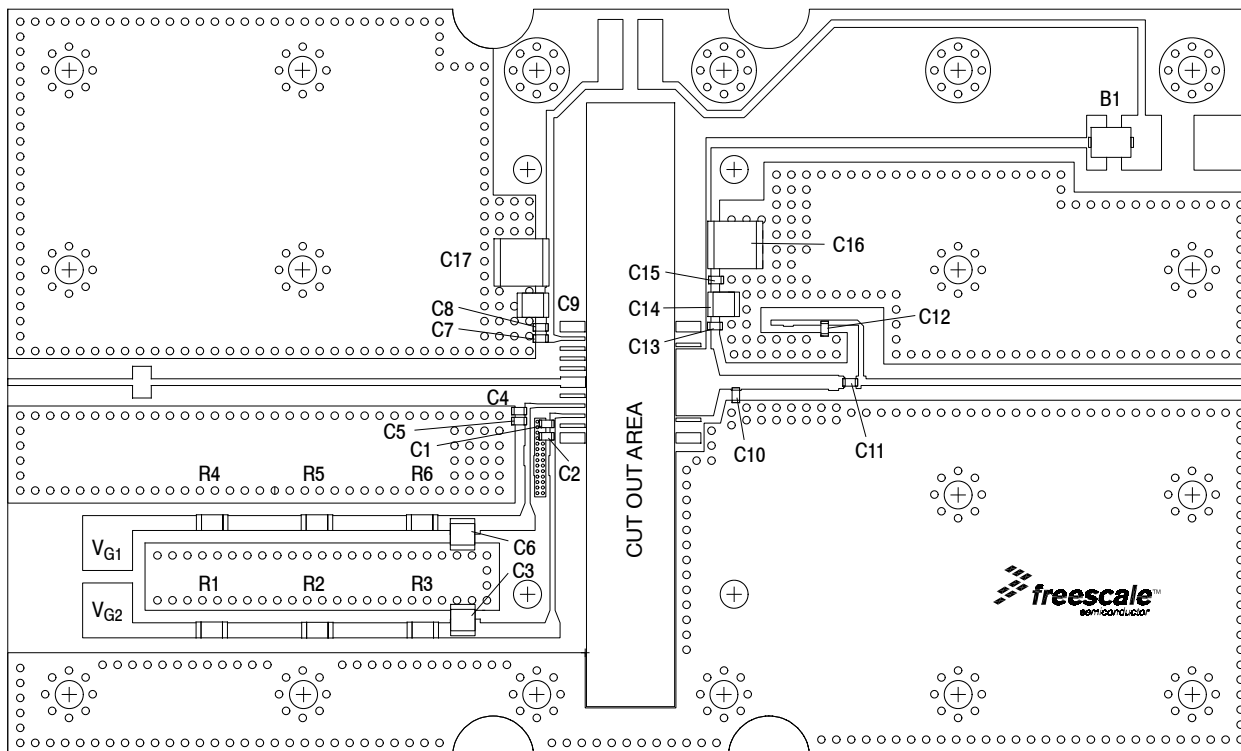 B1
C17
C16
C15
C9
C8
C14
C12
C7
C13
C4
C5
C1
C10
C11
C2
R4
R5
R6
CUT OUT AREA
VG1
C6
C3
R1
R2
R3
VG2
freescale™
semiconductor